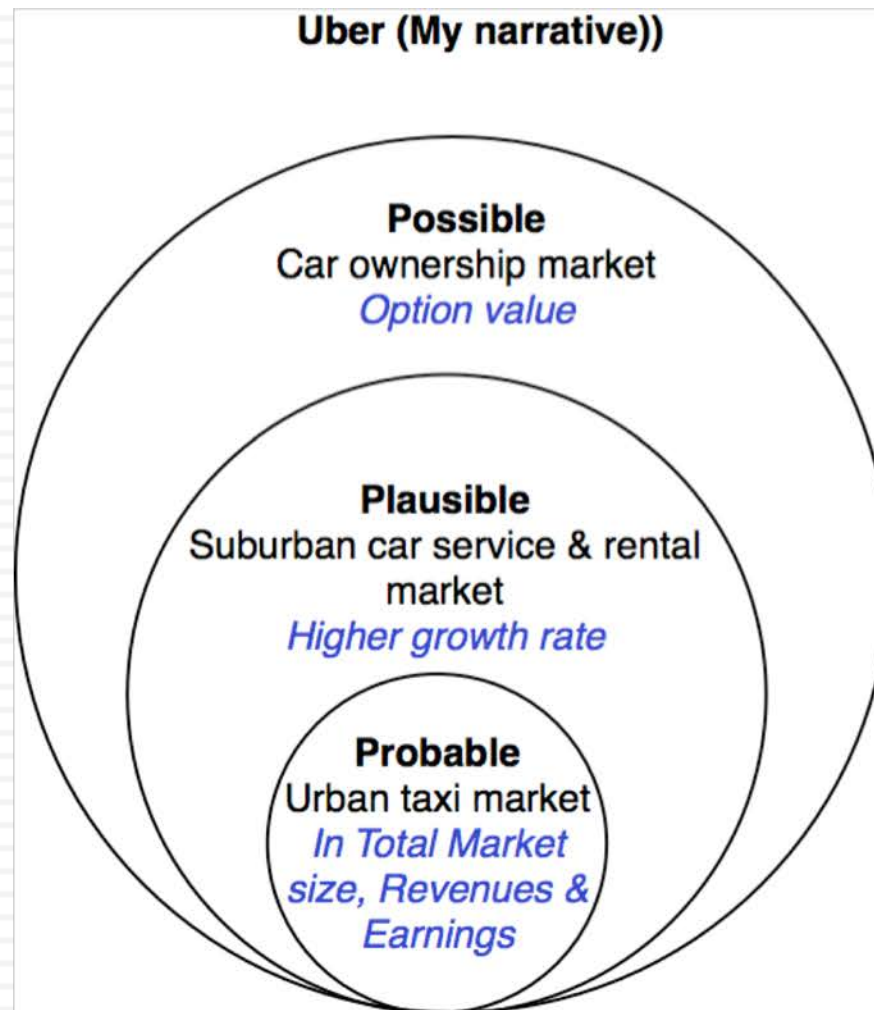 Uber (My narrative))
Possible
Car ownership market
Option value
Plausible
Suburban car service & rental
market
Higher growth rate
Probable
Urban taxi market
In Total Market
size, Revenues &
Earnings